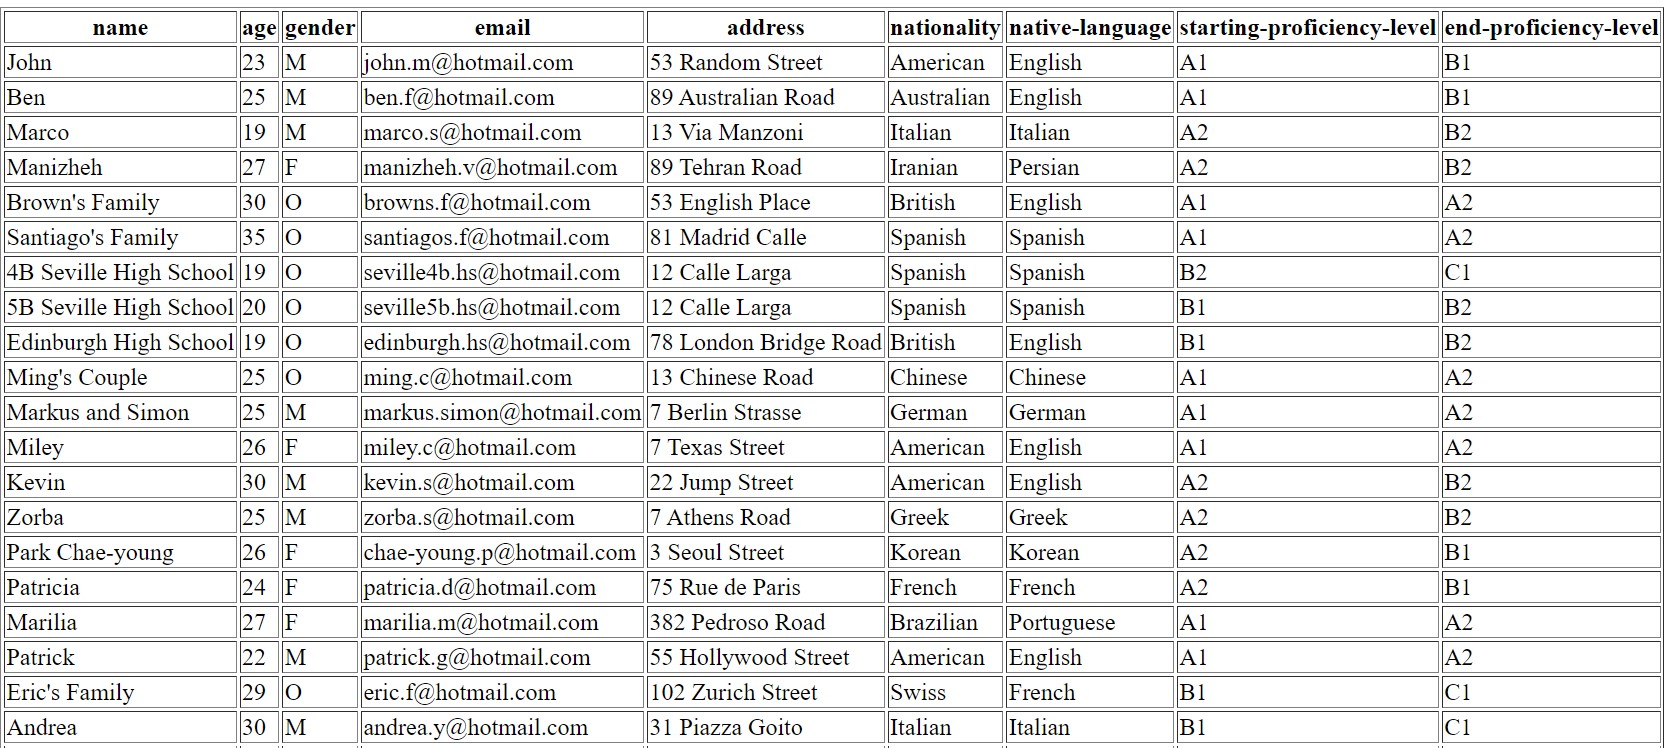 name age gender email address nationality native-language starting-proficiency-level end-proficiency-level
John 23 M john.m@hotmail.com 53 Random Street American English A1 B1
Ben 25 M ben.f@hotmail.com 89 Australian Road Australian English A1 B1
Marco 19 M marco.s@hotmail.com 13 Via Manzoni Italian Italian A2 B2
Manizheh 27 F manizheh.v@hotmail.com 89 Tehran Road Iranian Persian A2 B2
Brown's Family 30 O browns.f@hotmail.com 53 English Place British English A1 A2
Santiago's Family 35 O santiagos.f@hotmail.com 81 Madrid Calle Spanish Spanish A1 A2
4B Seville High School 19 O seville4b.hs@hotmail.com 12 Calle Larga Spanish Spanish B2 C1
5B Seville High School 20 O seville5b.hs@hotmail.com 12 Calle Larga Spanish Spanish B1 B2
Edinburgh High School 19 O edinburgh.hs@hotmail.com 78 London Bridge Road British English B1 B2
Ming's Couple 25 O ming.c@hotmail.com 13 Chinese Road Chinese Chinese A1 A2
Markus and Simon 25 M markus.simon@hotmail.com 7 Berlin Strasse German German A1 A2
Miley 26 F miley.c@hotmail.com 7 Texas Street American English A1 A2
Kevin 30 M kevin.s@hotmail.com 22 Jump Street American English A2 B2
Zorba 25 M zorba.s@hotmail.com 7 Athens Road Greek Greek A2 B2
Park Chae-young 26 F chae-young.p@hotmail.com 3 Seoul Street Korean Korean A2 B1
Patricia 24 F patricia.d@hotmail.com 75 Rue de Paris French French A2 B1
Marilia 27 F marilia.m@hotmail.com 382 Pedroso Road Brazilian Portuguese A1 A2
Patrick 22 M patrick.g@hotmail.com 55 Hollywood Street American English A1 A2
Eric's Family 29 O eric.f@hotmail.com 102 Zurich Street Swiss French B1 C1
Andrea 30 M andrea.y@hotmail.com 31 Piazza Goito Italian Italian B1 C1